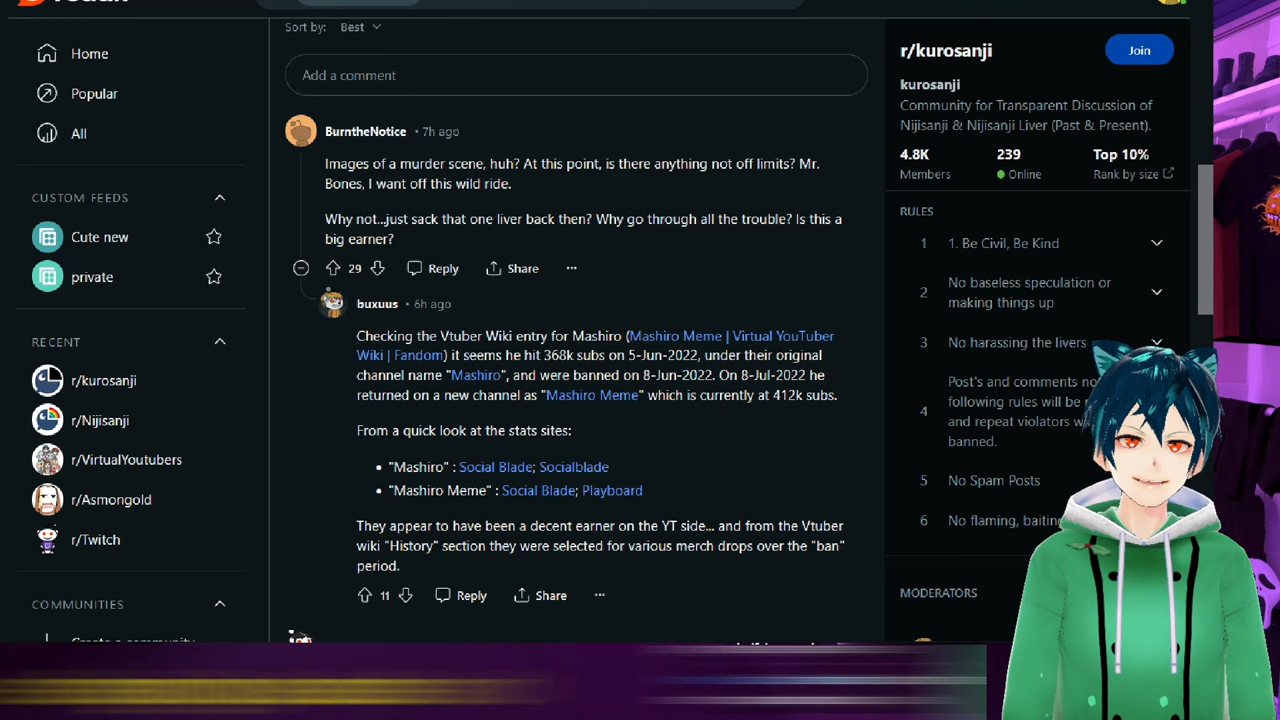 Sort by: Best
Add a comment
BurntheNotice • 7h ago
Images of a murder scene, huh? At this point, is there anything not off limits? Mr.
Bones, I want off this wild ride.
Why not...just sack that one liver back then? Why go through all the trouble? Is this a
big earner?
29 Reply Share ...
buxuus • 6h ago
Checking the Vtuber Wiki entry for Mashiro (Mashiro Meme | Virtual YouTuber
Wiki | Fandom) it seems he hit 368k subs on 5-Jun-2022, under their original
channel name "Mashiro", and were banned on 8-Jun-2022. On 8-Jul-2022 he
returned on a new channel as "Mashiro Meme" which is currently at 412k subs.
From a quick look at the stats sites:
• "Mashiro" : Social Blade; Socialblade
• "Mashiro Meme" : Social Blade; Playboard
They appear to have been a decent earner on the YT side... and from the Vtuber
wiki "History" section they were selected for various merch drops over the "ban"
period.
11 Reply Share ...
Home
Popular
All
CUSTOM FEEDS
Cute new
private
RECENT
r/kurosanji
r/Nijisanji
r/VirtualYoutubers
r/Asmongold
r/Twitch
COMMUNITIES
Create a community
r/kurosanji
Join
kurosanji
Community for Transparent Discussion of
Nijisanji & Nijisanji Liver (Past & Present).
4.8K 239 Top 10%
Members Online Rank by size
RULES
1 1. Be Civil, Be Kind
2 No baseless speculation or
making things up
3 No harassing the livers
4 Post's and comments no
following rules will be
and repeat violators
banned.
5 No Spam Posts
6 No flaming, baiting
MODERATORS